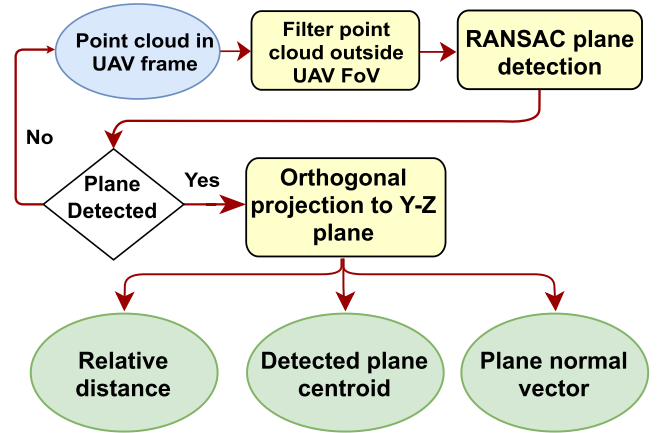 Point cloud in
UAV frame
Filter point
cloud outside
UAV FoV
RANSAC plane
detection
No
Plane
Detected
Yes
Orthogonal
projection to Y-Z
plane
Relative
distance
Detected plane
centroid
Plane normal
vector